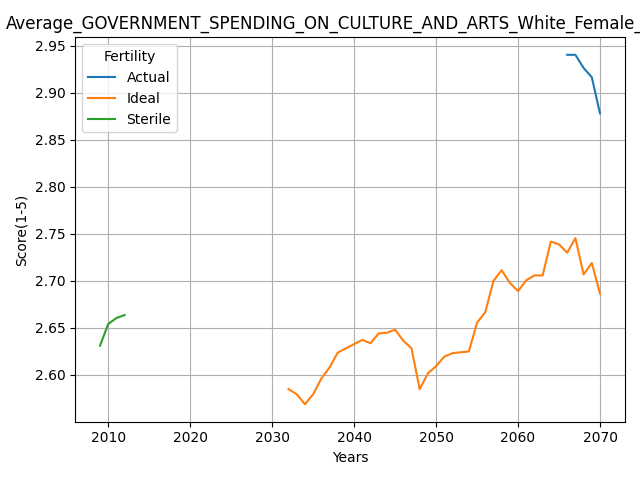 Average_GOVERNMENT_SPENDING_ON_CULTURE_AND_ARTS_White_Female_
Fertility
Actual
Ideal
Sterile
2.95
2.90
2.85
2.80
2.75
2.70
2.65
2.60
Score(1-5)
2010 2020 2030 2040 2050 2060 2070
Years